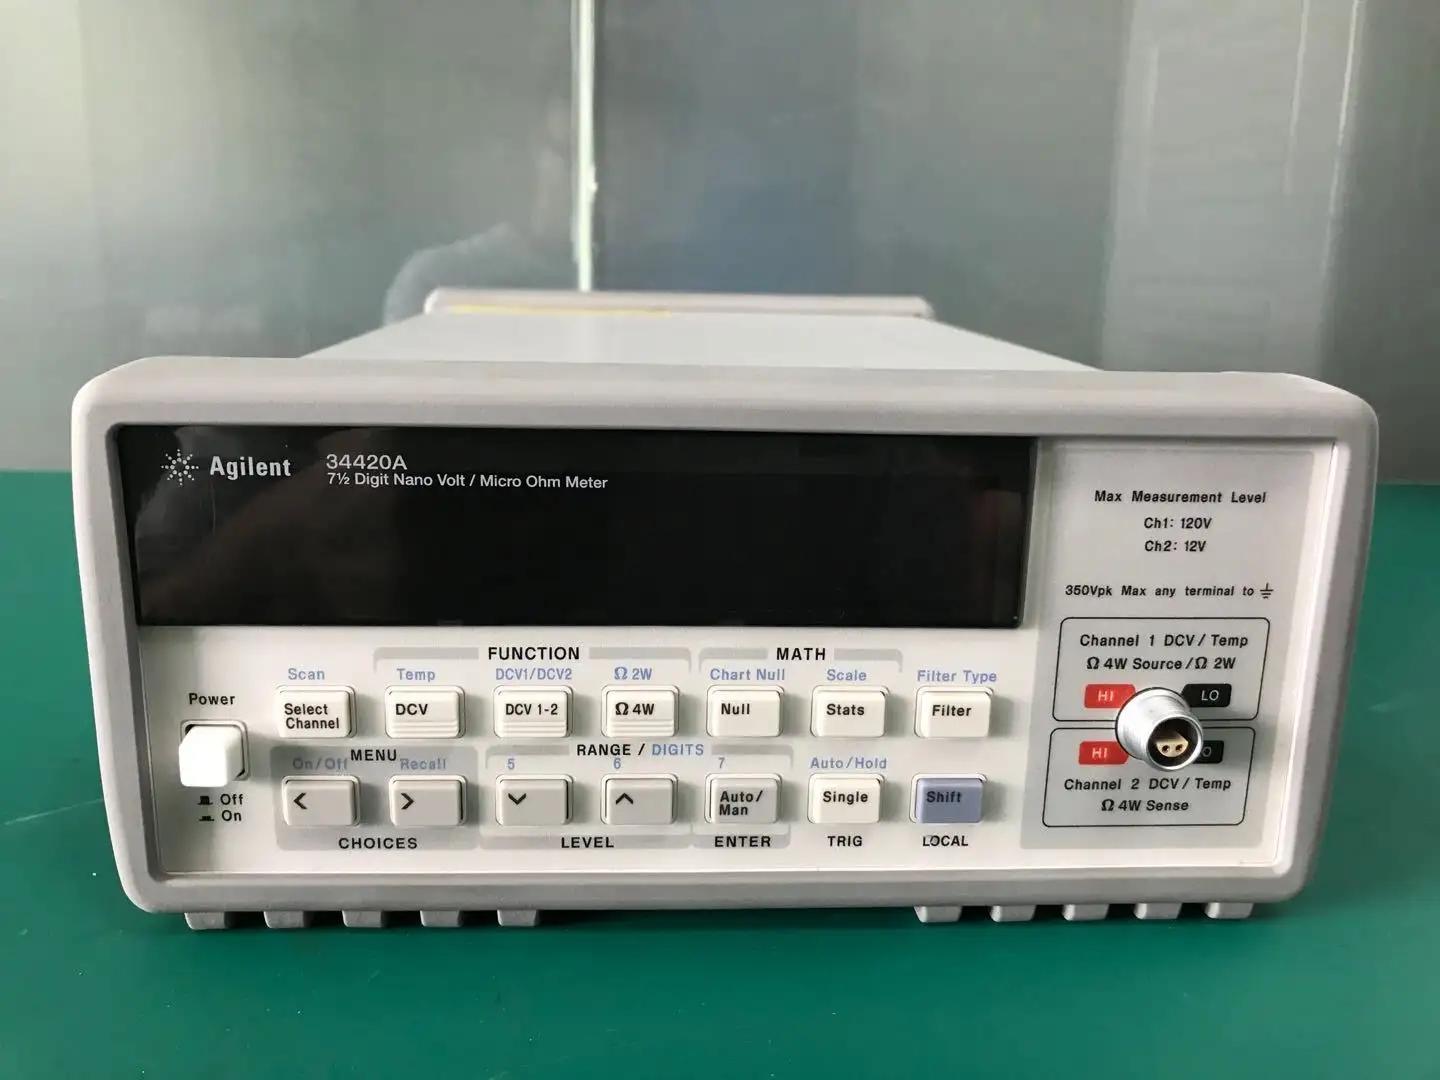 Agilent 34420A
7½ Digit Nano Volt / Micro Ohm Meter
Max Measurement Level
Ch1: 120V
Ch2: 12V
350Vpk Max any terminal to
Channel 1 DCV / Temp
Ω 4W Source / Ω 2W
HI LO
HI
Channel 2 DCV / Temp
Ω 4W Sense
FUNCTION MATH
Scan Temp DCV1/DCV2 Ω 2W Chart Null Scale Filter Type
Power
Select Channel DCV DCV 1-2 Ω 4W Null Stats Filter
MENU RANGE / DIGITS
On/Off Recall 5 6 7 Auto/Hold
< > Auto/ Man Single Shift
Off
On
CHOICES LEVEL ENTER TRIG LOCAL